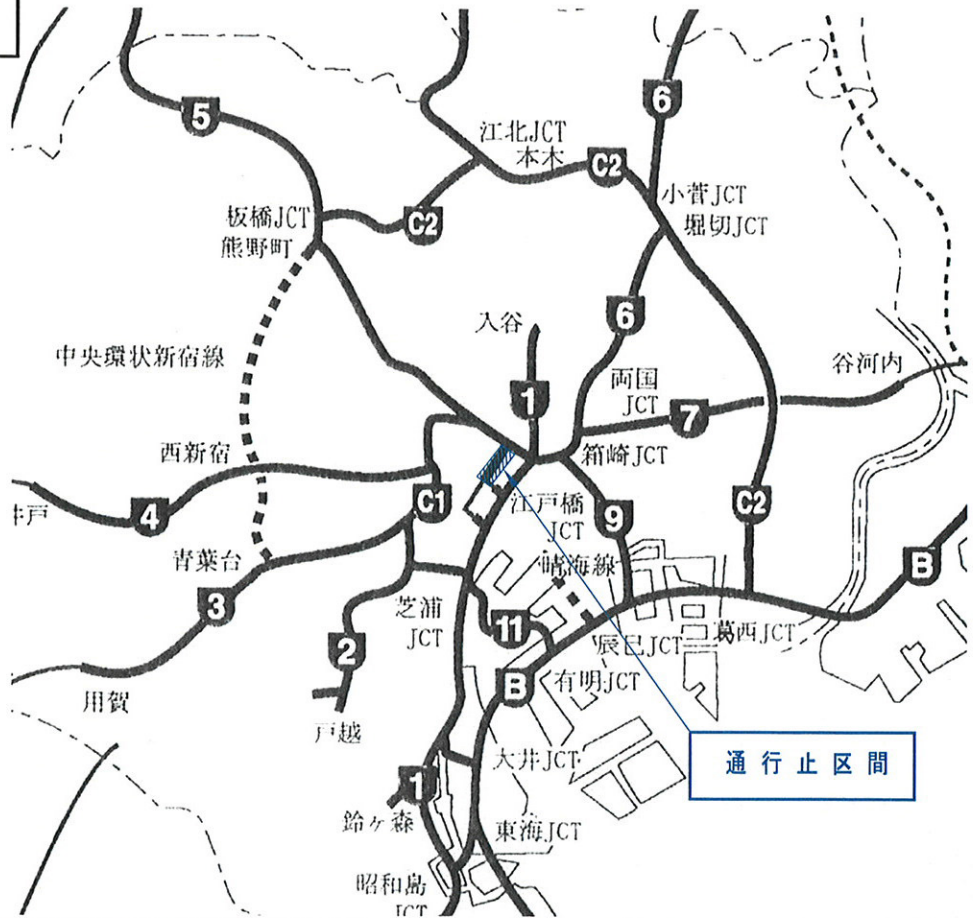 5
6
江北JCT
本木
C2
小菅JCT
堀切JCT
板橋JCT
熊野町
C2
6
入谷
中央環状新宿線
両国
JCT
谷河内
1
7
西新宿
箱崎JCT
4
C1
江戸橋
JCT
9
C2
井戸
青葉台
晴海線
B
3
芝浦
JCT
11
辰巳JCT
葛西JCT
2
B
有明JCT
用賀
戸越
通行止区間
大井JCT
1
鈴ヶ森
東海JCT
昭和島
JCT